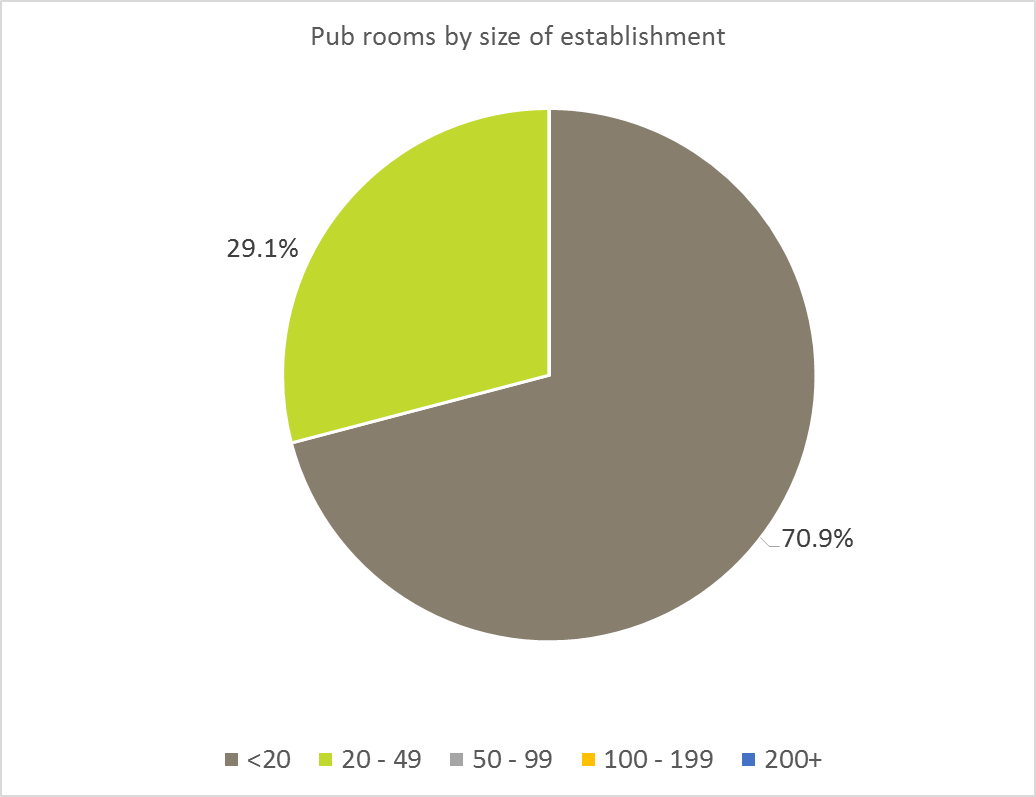 Pub rooms by size of establishment
29.1%
70.9%
<20 20 - 49 50 - 99 100 - 199 200+